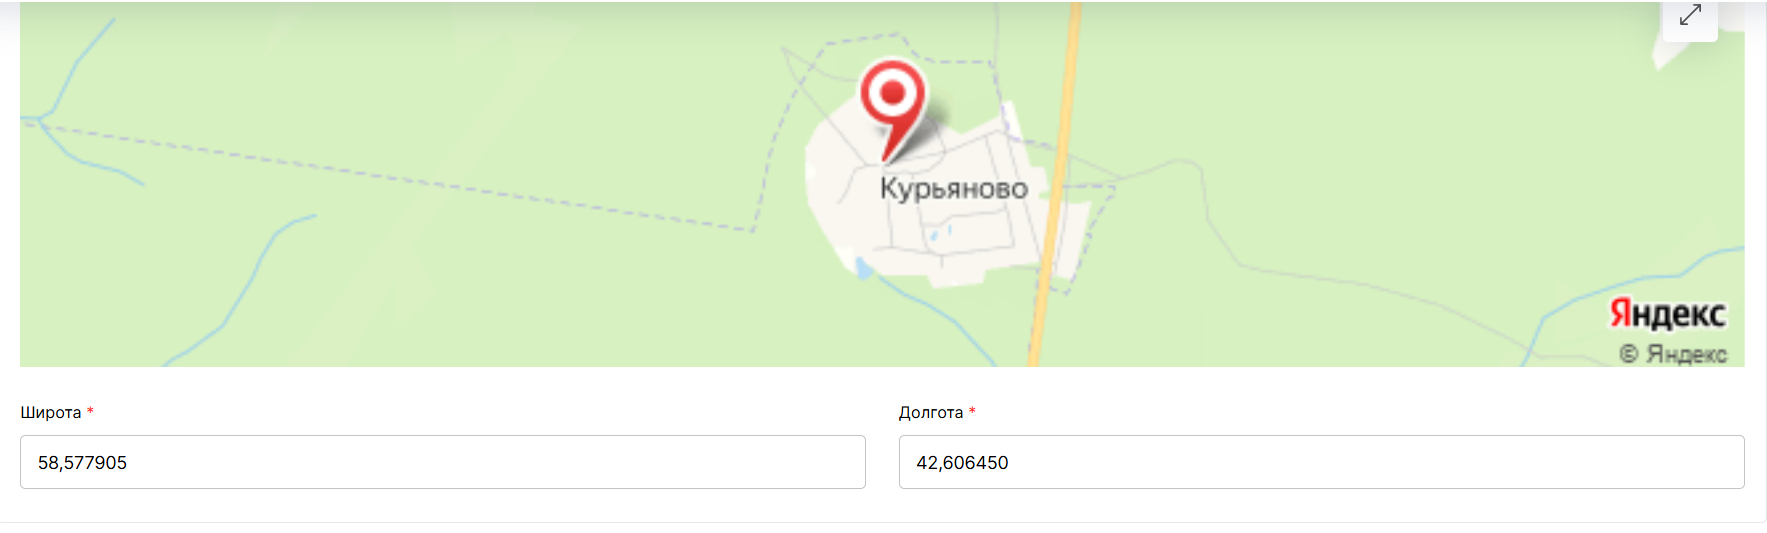 Курьяново
Яндекс
© Яндекс
Широта *
Долгота *
58,577905
42,606450